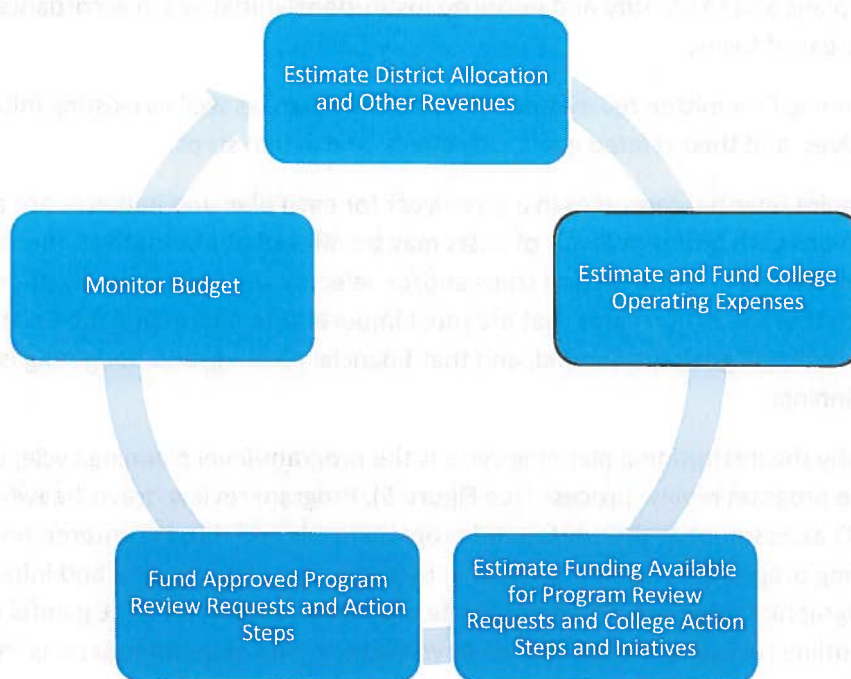 Estimate District Allocation
and Other Revenues
Estimate and Fund College
Operating Expenses
Estimate Funding Available
for Program Review
Requests and College Action
Steps and Iniatives
Fund Approved Program
Review Requests and Action
Steps
Monitor Budget